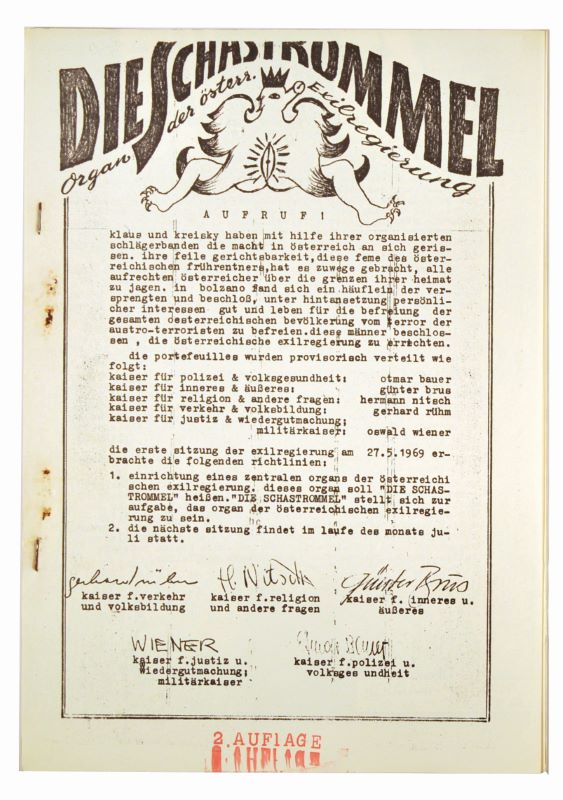 DIE SCHASTROMMEL
Organ der österr. Exilregierung
AUFRUF!
klaus und kreisky haben mit hilfe ihrer organisierten
schlägerbanden die macht in österreich an sich geris-
sen. ihre feile gerichtsbarkeit,diese feme des öster-
reichischen frührentners,hat es zuwege gebracht, alle
aufrechten österreicher über die grenzen ihrer heimat
zu jagen. in bolzano fand sich ein häuflein der ver-
sprengten und beschloß, unter hintansetzung persönli-
cher interessen gut und leben für die befreiung der
gesamten oesterreichischen bevölkerung vom terror der
austro-terroristen zu befreien.diese männer beschlos-
sen , die österreichische exilregierung zu errichten.
die portefeuilles wurden provisorisch verteilt wie
folgt:
kaiser für polizei & volksgesundheit: otmar bauer
kaiser für inneres & äußeres: günter brus
kaiser für religion & andere fragen: hermann nitsch
kaiser für verkehr & volksbildung: gerhard rühm
kaiser für justiz & wiedergutmachung;
militärkaiser: oswald wiener
die erste sitzung der exilregierung am 27.5.1969 er-
brachte die folgenden richtlinien:
1. einrichtung eines zentralen organs der österreichi
schen exilregierung. dieses organ soll "DIE SCHAS-
TROMMEL" heißen."DIE SCHASTROMMEL" stellt sich zur
aufgabe, das organ der österreichischen exilregie-
rung zu sein.
2. die nächste sitzung findet im laufe des monats ju-
li statt.
gerhard rühm H. Nitsch Günter Brus
kaiser f.verkehr kaiser f.religion kaiser f. inneres u.
und volksbildung und andere fragen äußeres
WIENER
kaiser f.justiz u. kaiser f.polizei u.
wiedergutmachung; volksges undheit
militärkaiser
2.AUFlAGE